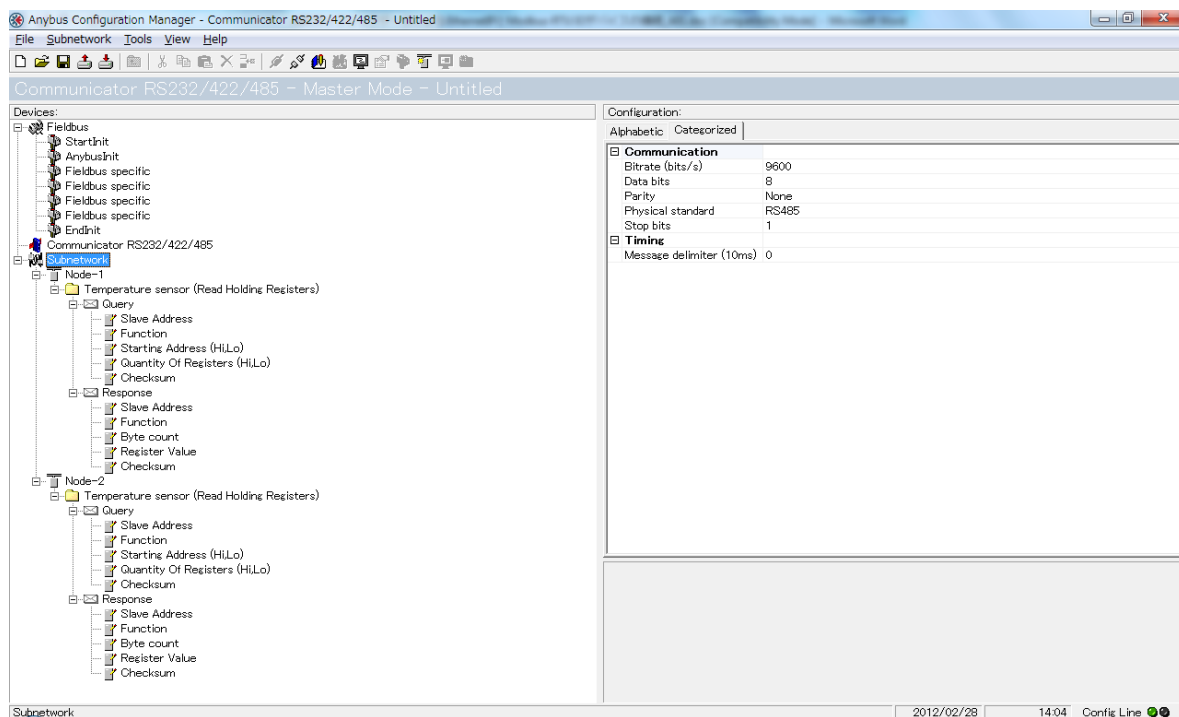 Anybus Configuration Manager - Communicator RS232/422/485 - Untitled
File Subnetwork Tools View Help
Communicator RS232/422/485 - Master Mode - Untitled
Devices:
Fieldbus
StartInit
AnybusInit
Fieldbus specific
Fieldbus specific
Fieldbus specific
Fieldbus specific
EndInit
Communicator RS232/422/485
Subnetwork
Node-1
Temperature sensor (Read Holding Registers)
Query
Slave Address
Function
Starting Address (Hi,Lo)
Quantity Of Registers (Hi,Lo)
Checksum
Response
Slave Address
Function
Byte count
Register Value
Checksum
Node-2
Temperature sensor (Read Holding Registers)
Query
Slave Address
Function
Starting Address (Hi,Lo)
Quantity Of Registers (Hi,Lo)
Checksum
Response
Slave Address
Function
Byte count
Register Value
Checksum
Configuration:
Alphabetic Categorized
Communication
Bitrate (bits/s) 9600
Data bits 8
Parity None
Physical standard RS485
Stop bits 1
Timing
Message delimiter (10ms) 0
Subnetwork 2012/02/28 14:04 Config Line